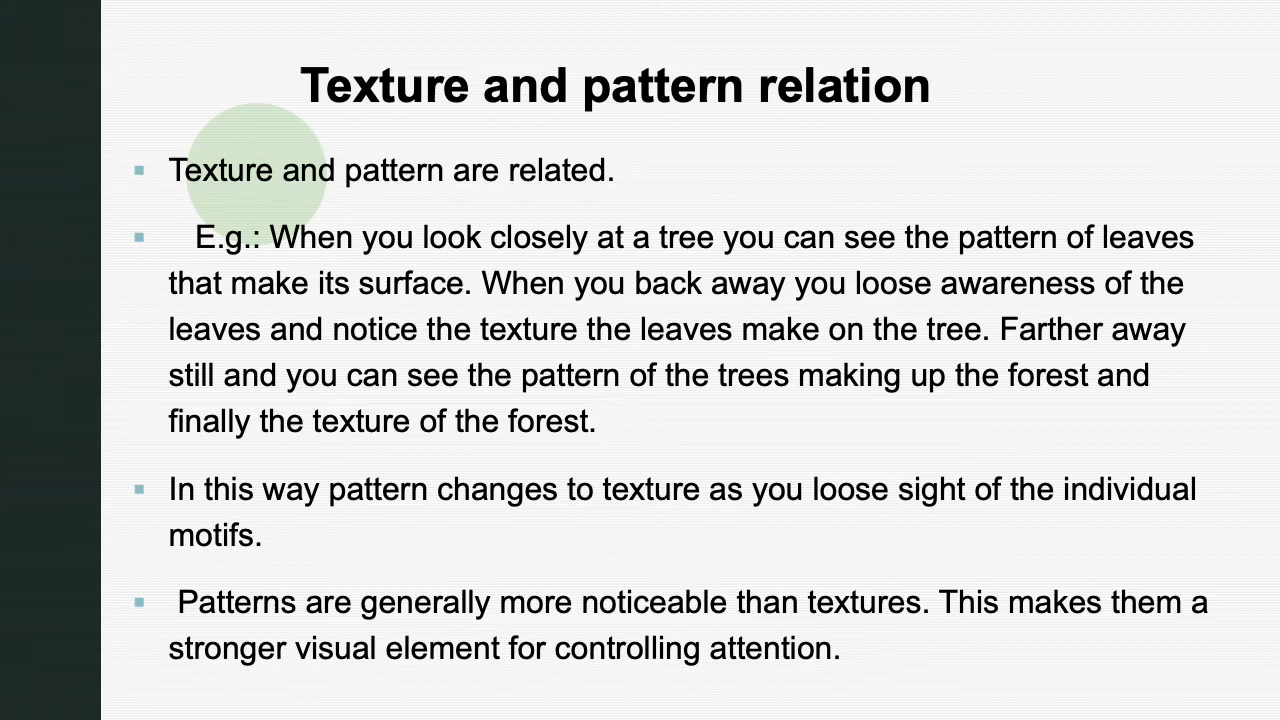 Texture and pattern relation
Texture and pattern are related.
E.g.: When you look closely at a tree you can see the pattern of leaves
that make its surface. When you back away you loose awareness of the
leaves and notice the texture the leaves make on the tree. Farther away
still and you can see the pattern of the trees making up the forest and
finally the texture of the forest.
In this way pattern changes to texture as you loose sight of the individual
motifs.
Patterns are generally more noticeable than textures. This makes them a
stronger visual element for controlling attention.